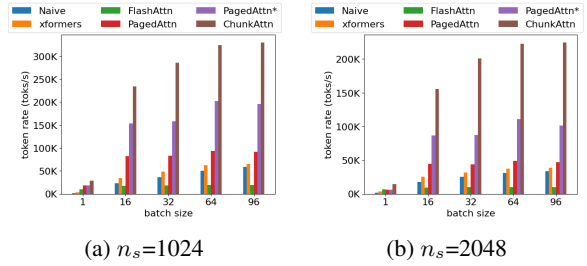 Naive FlashAttn PagedAttn*
xformers PagedAttn ChunkAttn
300K
250K
200K
150K
100K
50K
0K
token rate (toks/s)
1 16 32 64 96
batch size
(a) n_s=1024
Naive FlashAttn PagedAttn*
xformers PagedAttn ChunkAttn
200K
150K
100K
50K
0K
token rate (toks/s)
1 16 32 64 96
batch size
(b) n_s=2048